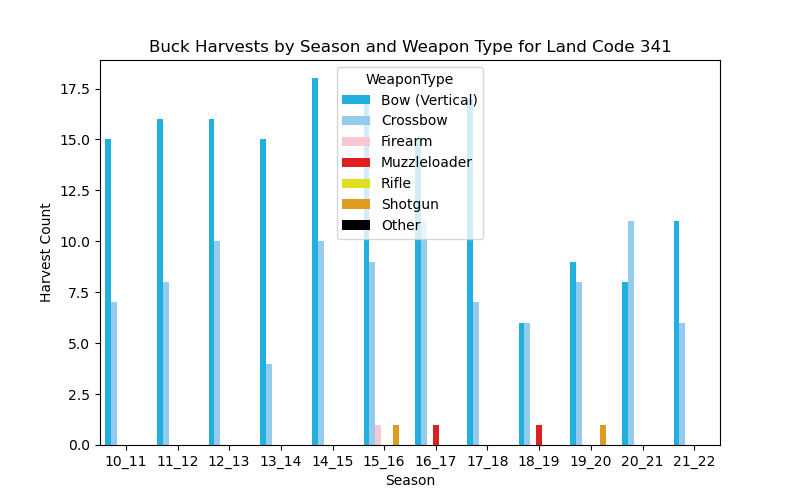 Buck Harvests by Season and Weapon Type for Land Code 341
17.5
15.0
12.5
10.0
7.5
5.0
2.5
0.0
Harvest Count
WeaponType
Bow (Vertical)
Crossbow
Firearm
Muzzleloader
Rifle
Shotgun
Other
10_11 11_12 12_13 13_14 14_15 15_16 16_17 17_18 18_19 19_20 20_21 21_22
Season